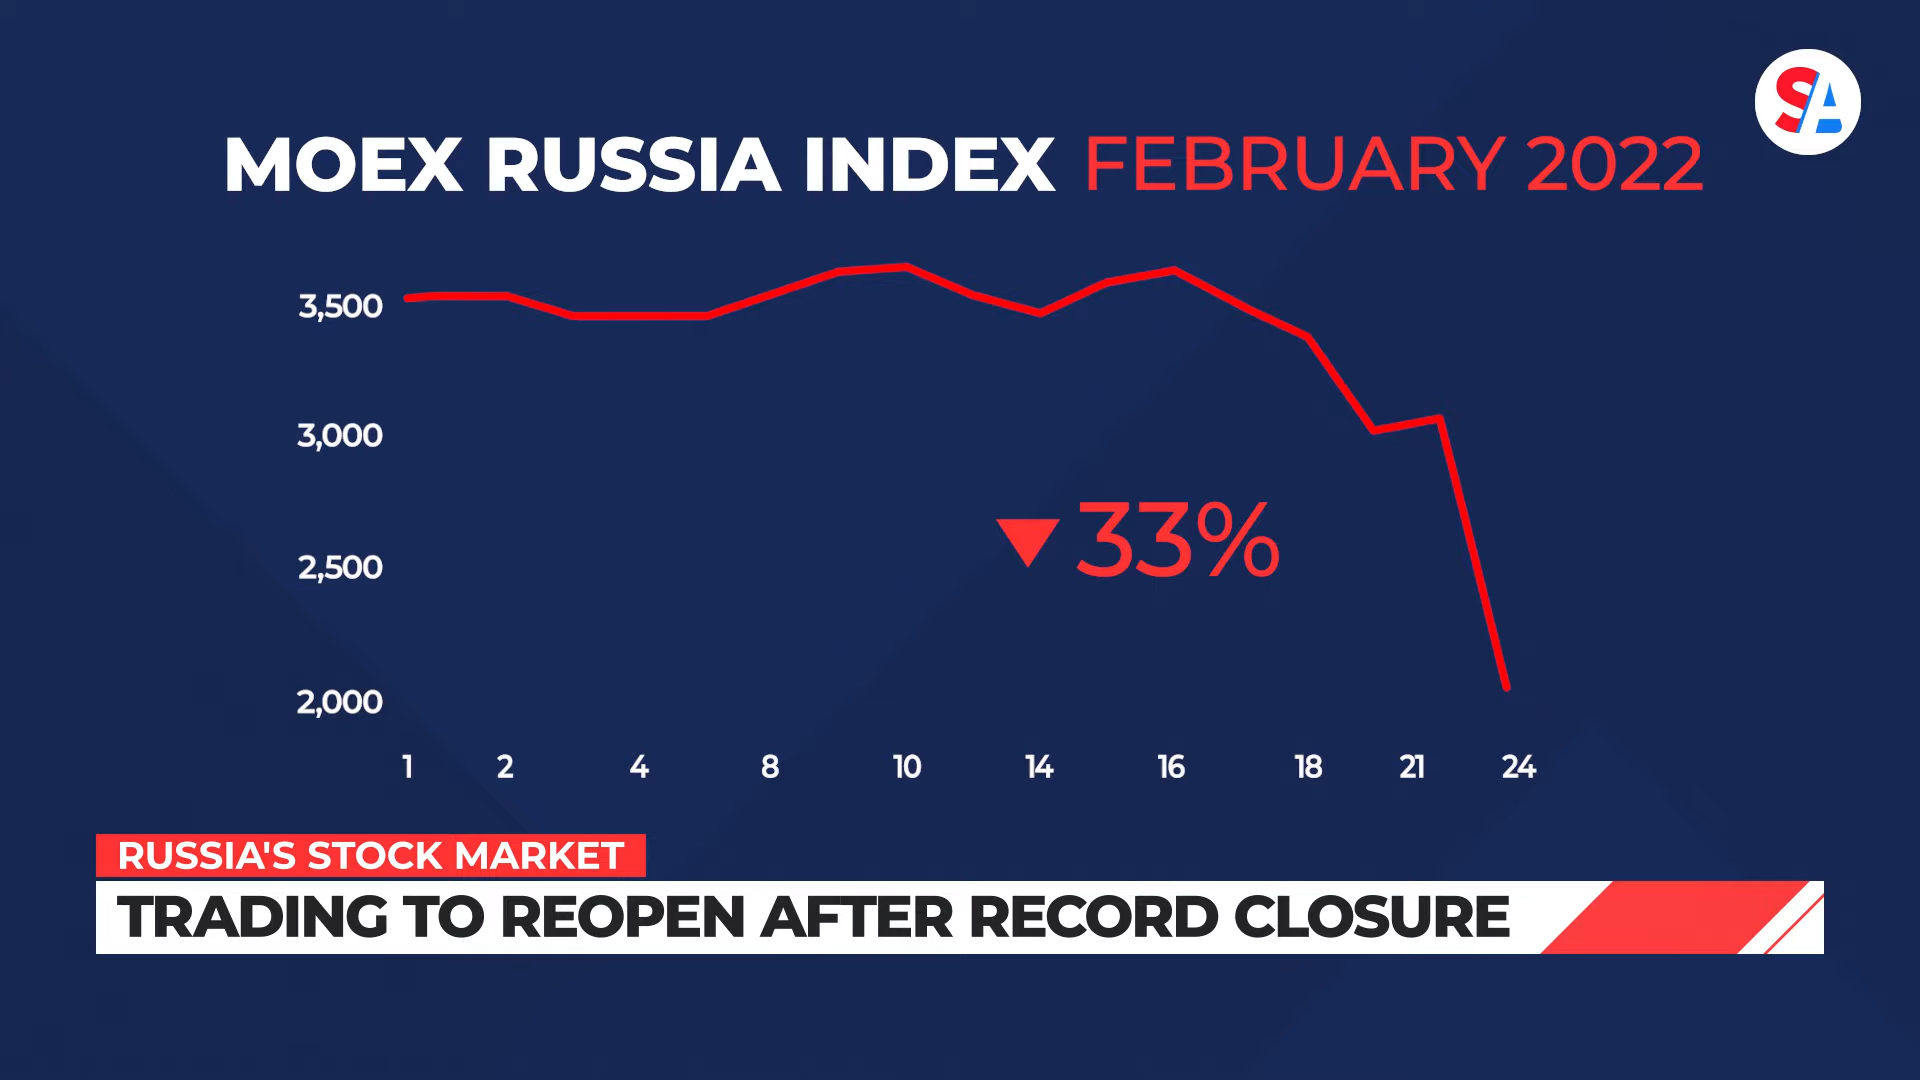 SA
MOEX RUSSIA INDEX FEBRUARY 2022
3,500
3,000
33%
2,500
2,000
1 2 4 8 10 14 16 18 21 24
RUSSIA'S STOCK MARKET
TRADING TO REOPEN AFTER RECORD CLOSURE